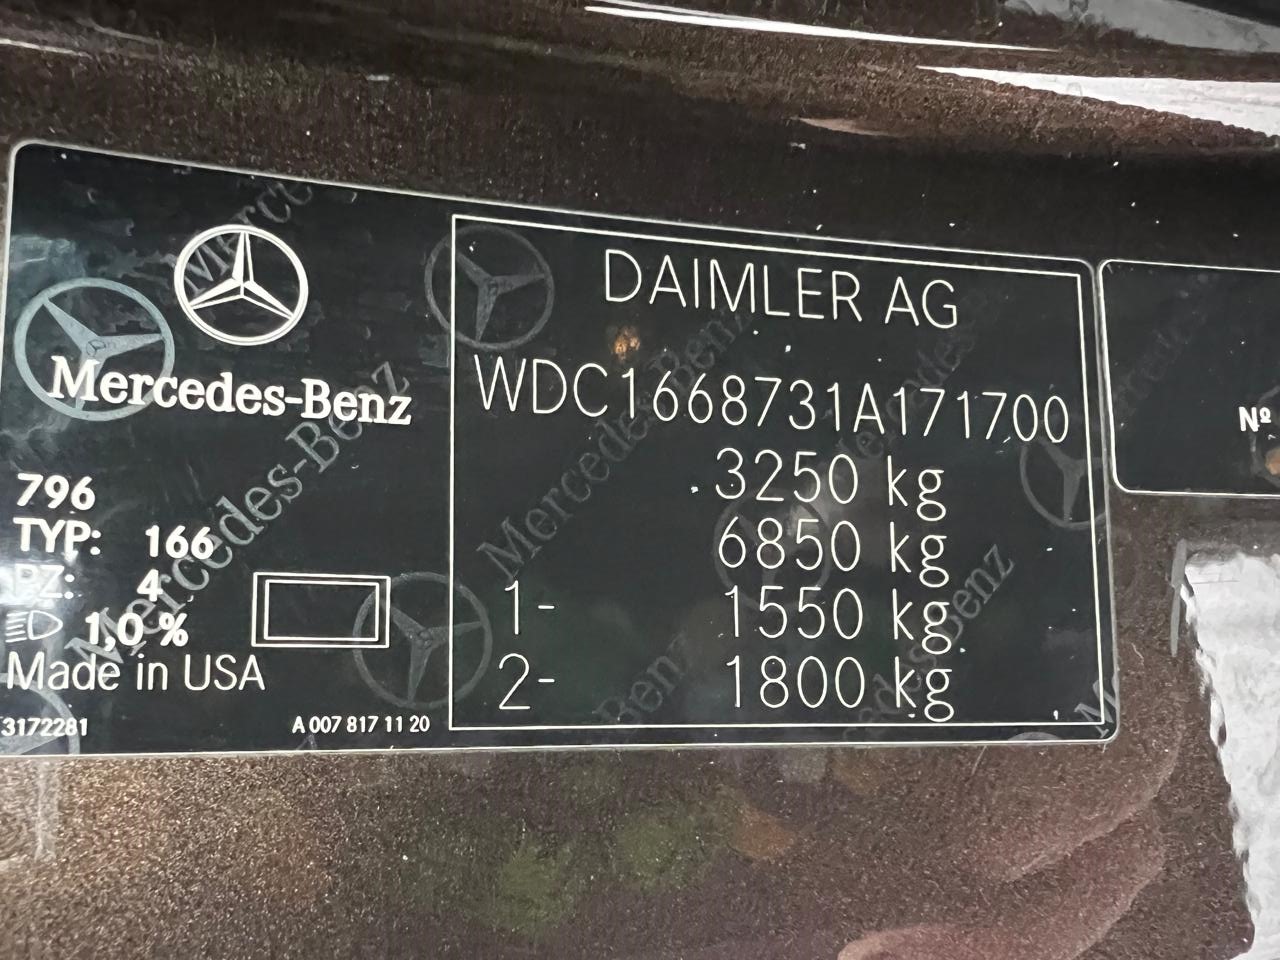 Mercedes-Benz
796
TYP: 166
PZ: 4
1,0 %
Made in USA
3172281
A 007 817 11 20
DAIMLER AG
WDC1668731A171700
3250 kg
6850 kg
1- 1550 kg
2- 1800 kg
Nº